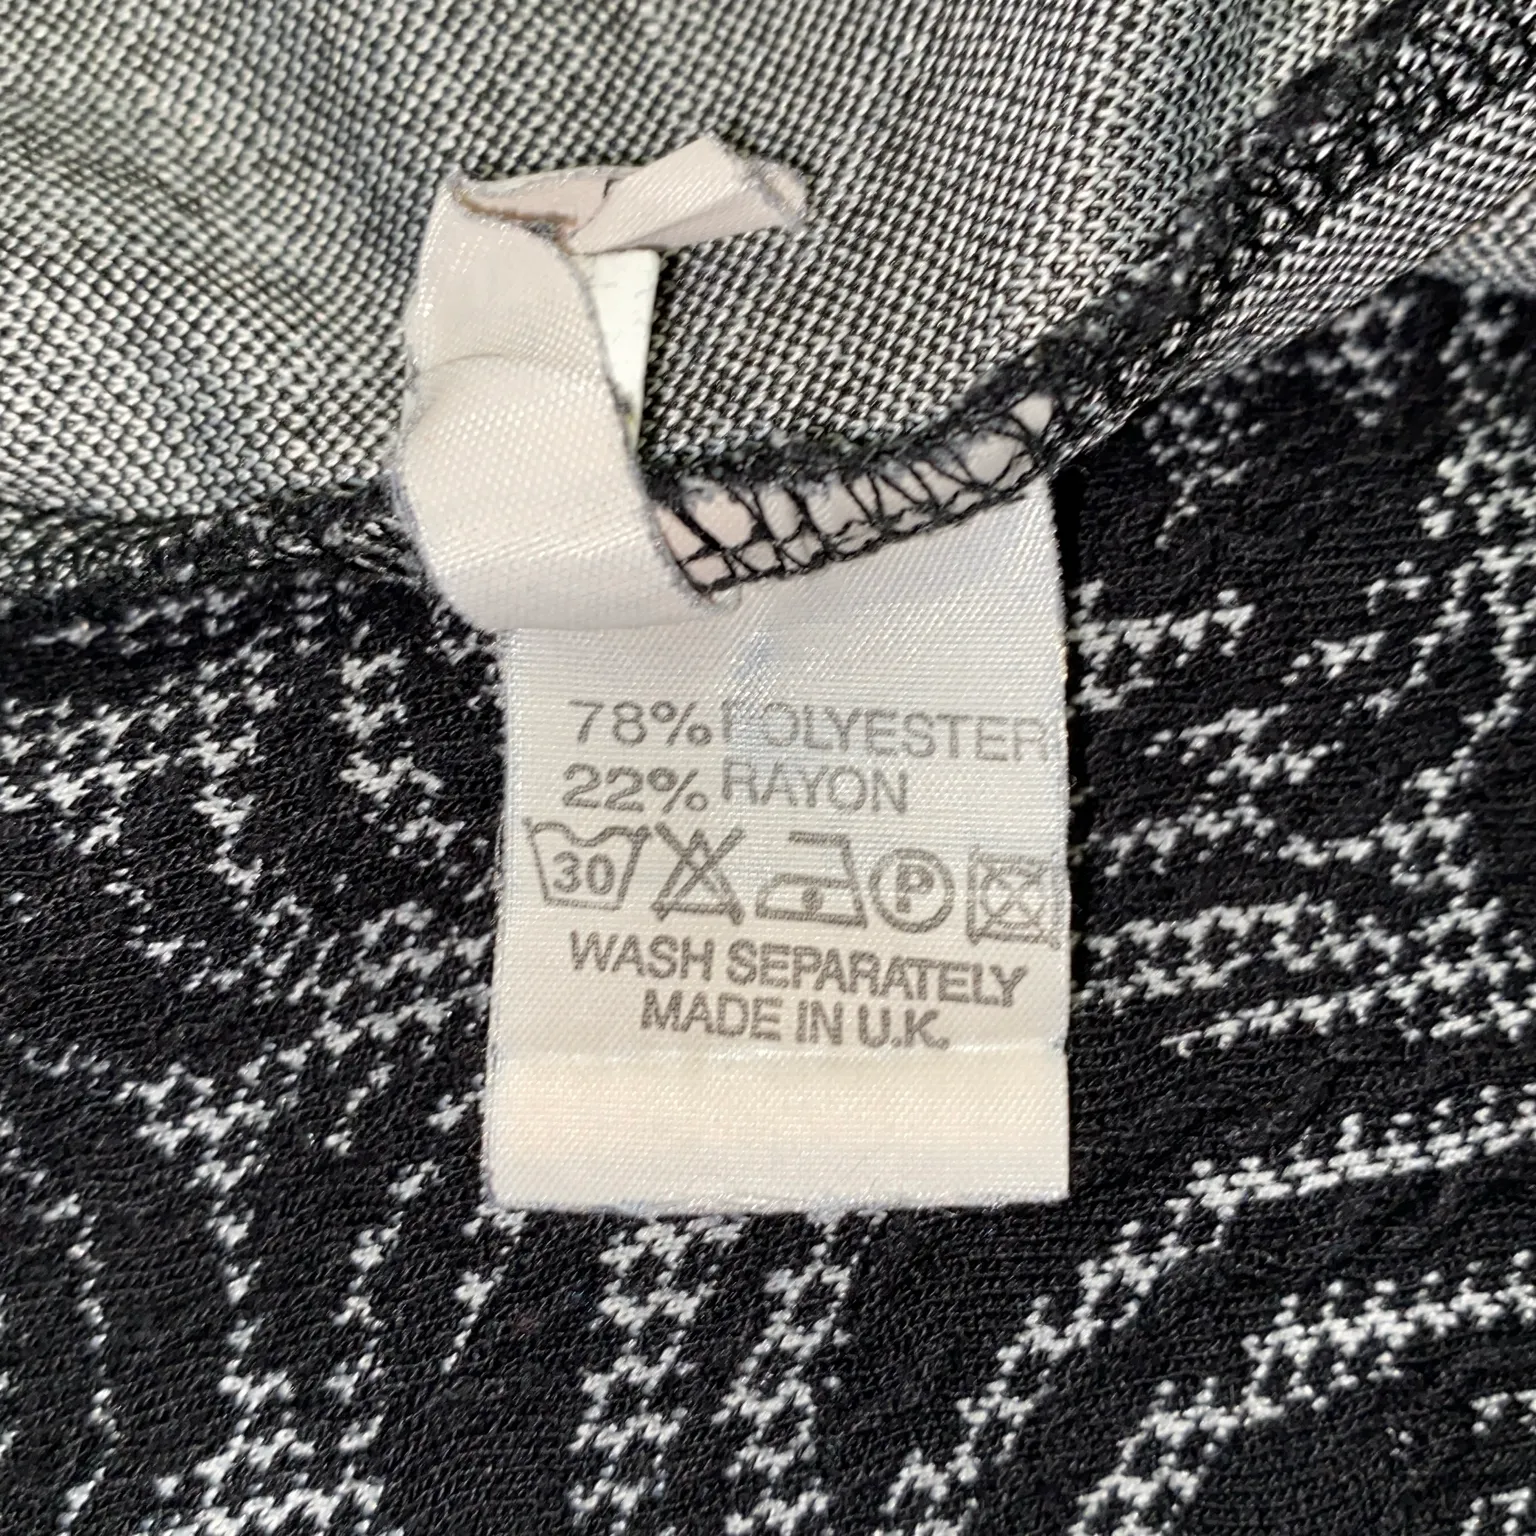 78% POLYESTER
22% RAYON
30 P
WASH SEPARATELY
MADE IN U.K.